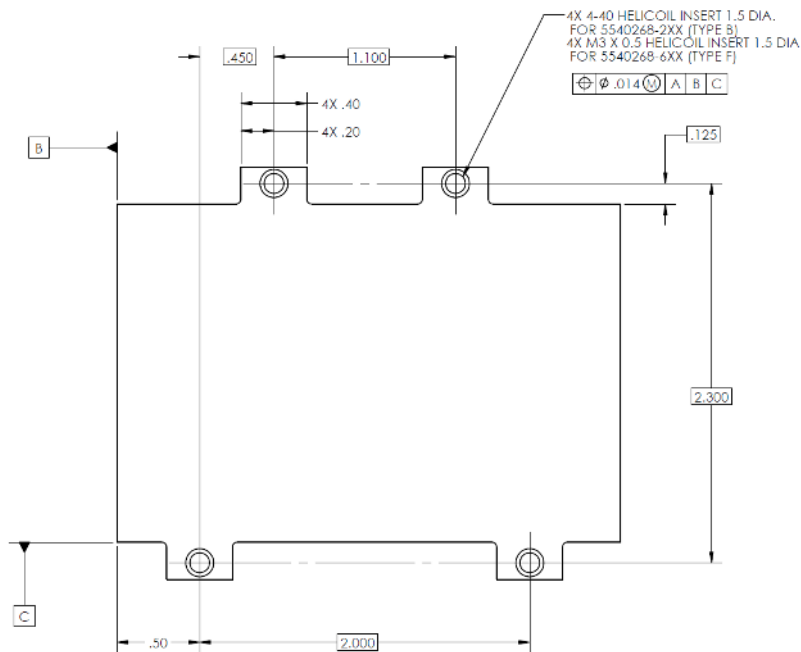 4X 4-40 HELICOIL INSERT 1.5 DIA.
FOR 5540268-2XX (TYPE B)
4X M3 X 0.5 HELICOIL INSERT 1.5 DIA
FOR 5540268-6XX (TYPE F)
⌖ Ø .014 Ⓜ A B C
.450
1.100
4X .40
4X .20
.125
B
2.300
C
.50
2.000